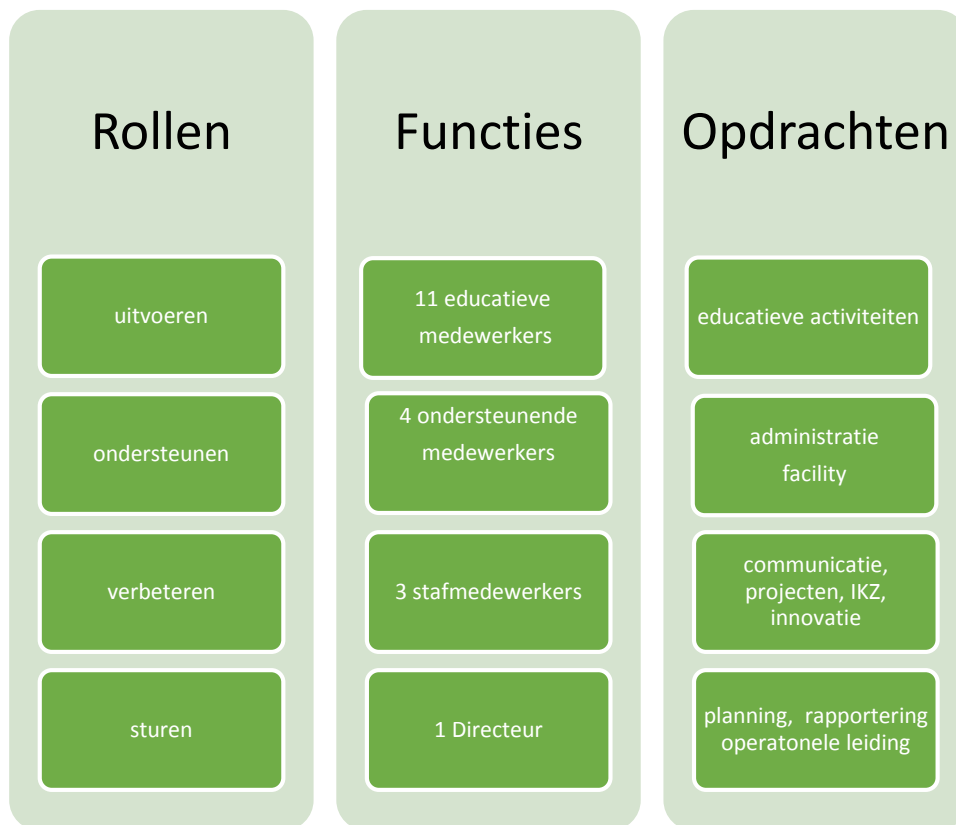 Rollen
uitvoeren
ondersteunen
verbeteren
sturen
Functies
11 educatieve
medewerkers
4 ondersteunende
medewerkers
3 stafmedewerkers
1 Directeur
Opdrachten
educatieve activiteiten
administratie
facility
communicatie,
projecten, IKZ,
innovatie
planning, rapportering
operatonele leiding